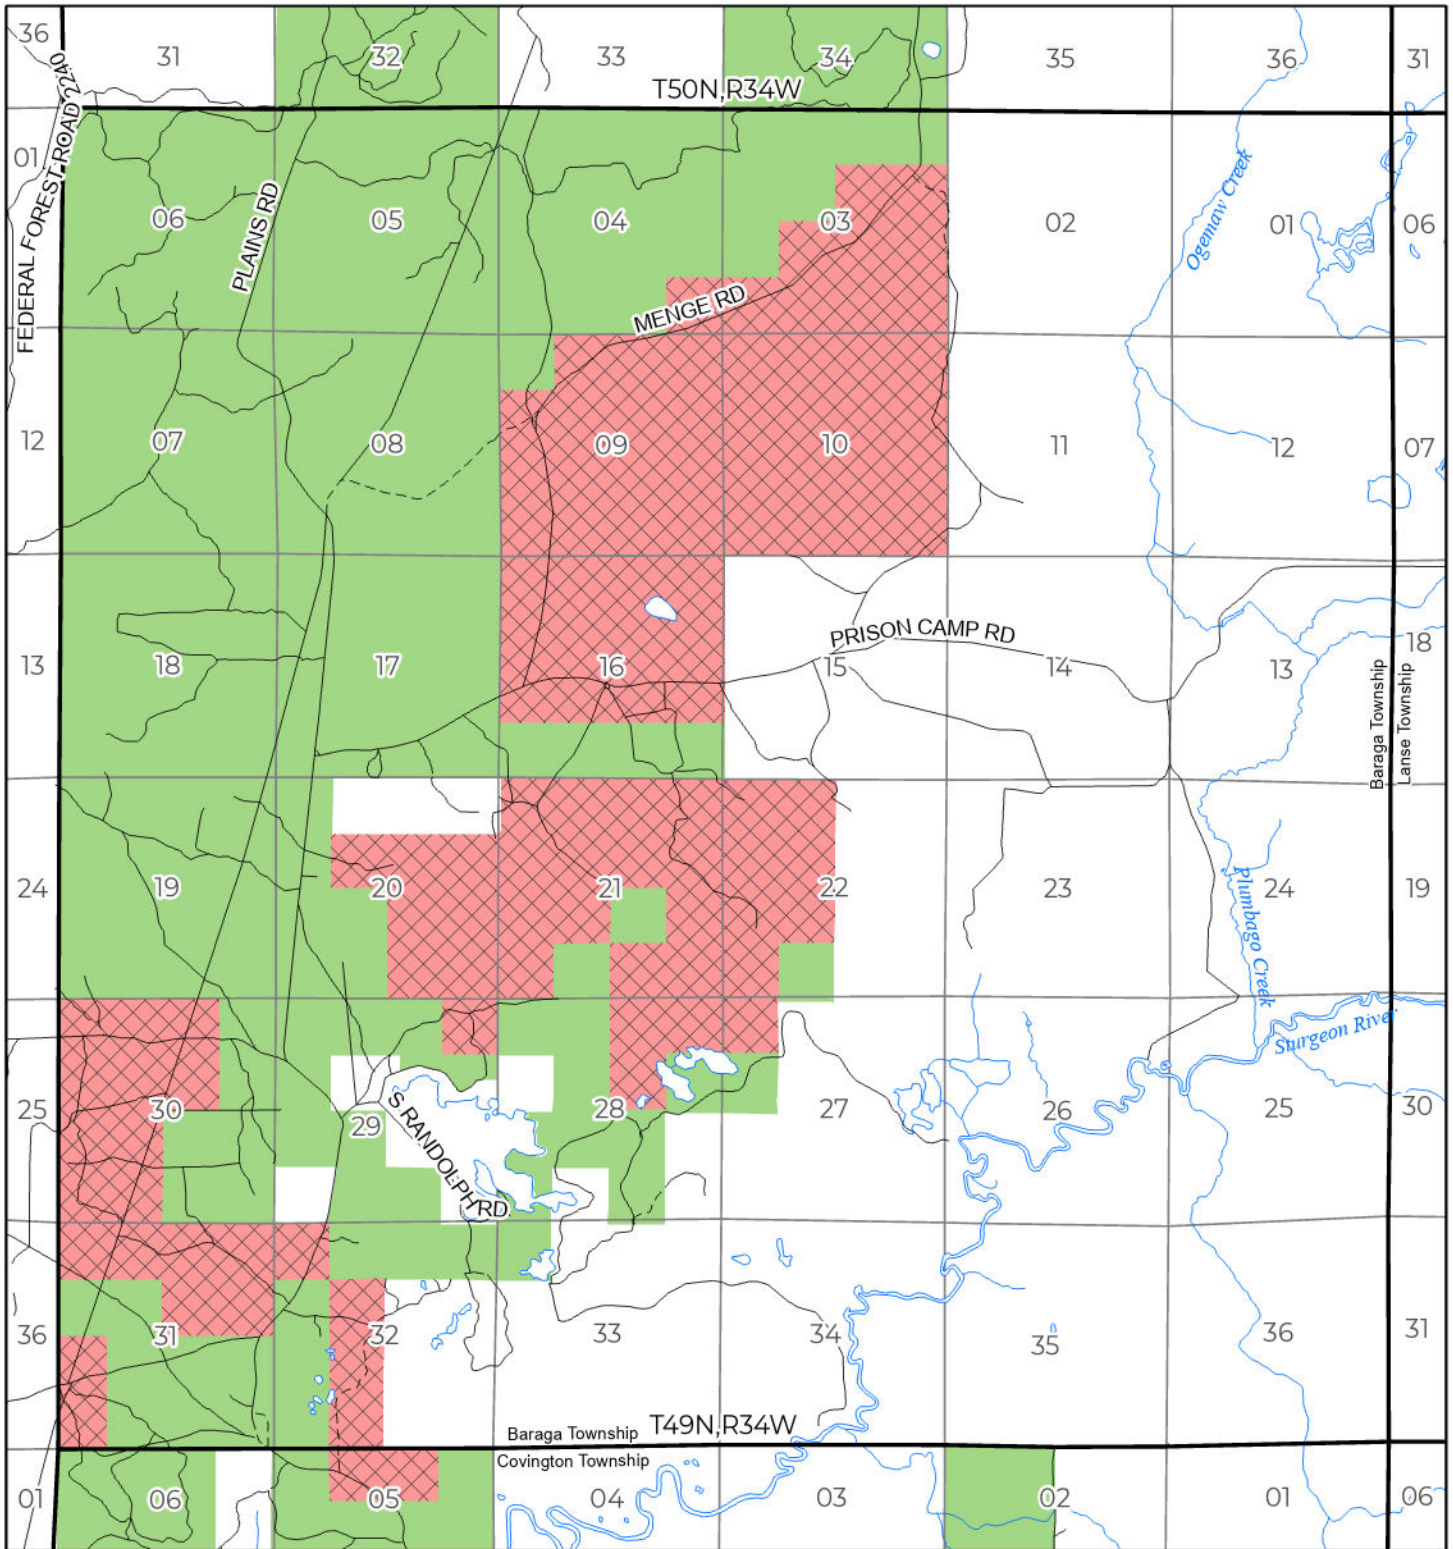 36 31 32 33 34 35 36 31
T50N,R34W
FEDERAL FOREST ROAD 2240
01 06 05 04 03 02 01 06
PLAINS RD
Ogemaw Creek
MENGE RD
12 07 08 09 10 11 12 07
PRISON CAMP RD
13 18 17 16 15 14 13 18
Baraga Township
Lanse Township
24 19 20 21 22 23 24 19
Plumbago Creek
Sturgeon River
25 30 29 28 27 26 25 30
S RANDOLPH RD.
36 31 32 33 34 35 36 31
T49N,R34W
Baraga Township
Covington Township
01 06 05 04 03 02 01 06